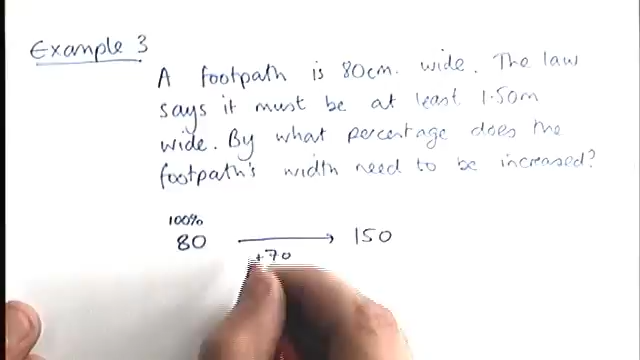 Example 3
A footpath is 80cm. wide. The law
says it must be at least 1.50m
wide. By what percentage does the
footpath's width need to be increased?
100%
80 → 150
+70